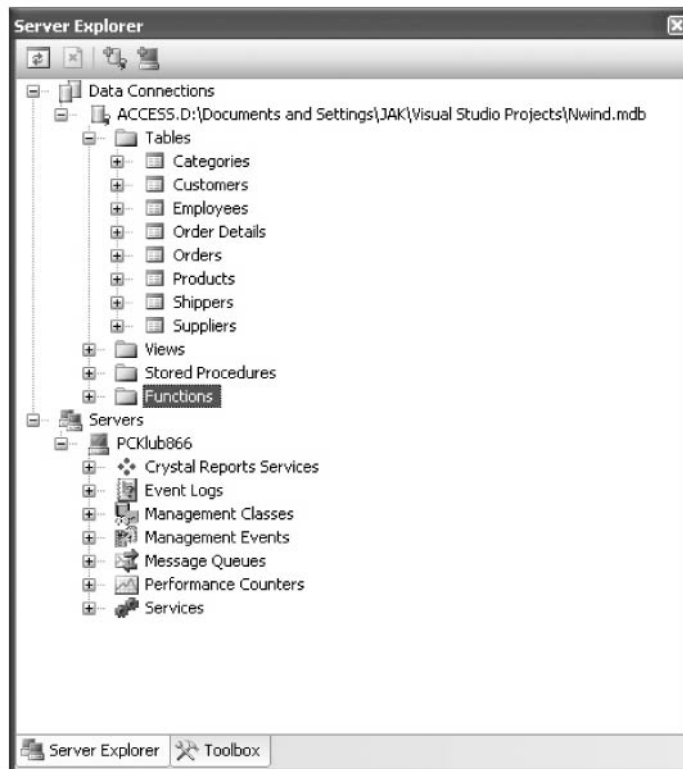 Server Explorer
Data Connections
ACCESS.D:\Documents and Settings\JAK\Visual Studio Projects\Nwind.mdb
Tables
Categories
Customers
Employees
Order Details
Orders
Products
Shippers
Suppliers
Views
Stored Procedures
Functions
Servers
PCKlub866
Crystal Reports Services
Event Logs
Management Classes
Management Events
Message Queues
Performance Counters
Services
Server Explorer Toolbox